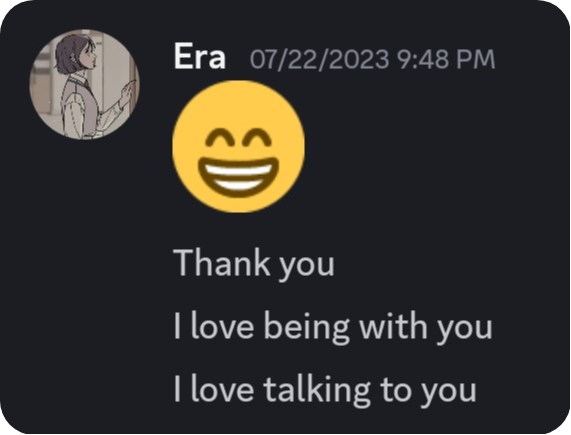 Era 07/22/2023 9:48 PM
😁
Thank you
I love being with you
I love talking to you